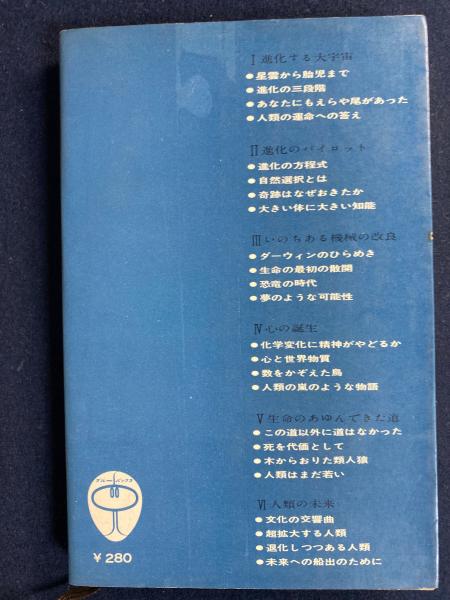 Ⅰ進化する大宇宙
●星雲から胎児まで
●進化の三段階
●あなたにもえらや尾があった
●人類の運命への答え
Ⅱ進化のパイロット
●進化の方程式
●自然選択とは
●奇跡はなぜおきたか
●大きい体に大きい知能
Ⅲいのちある機械の改良
●ダーウィンのひらめき
●生命の最初の散開
●恐竜の時代
●夢のような可能性
Ⅳ心の誕生
●化学変化に精神がやどるか
●心と世界物質
●数をかぞえた鳥
●人類の嵐のような物語
Ⅴ生命のあゆんできた道
●この道以外に道はなかった
●死を代価として
●木からおりた類人猿
●人類はまだ若い
Ⅵ人類の未来
●文化の交響曲
●超拡大する人類
●退化しつつある人類
●未来への船出のために
ブルーバックス
¥280